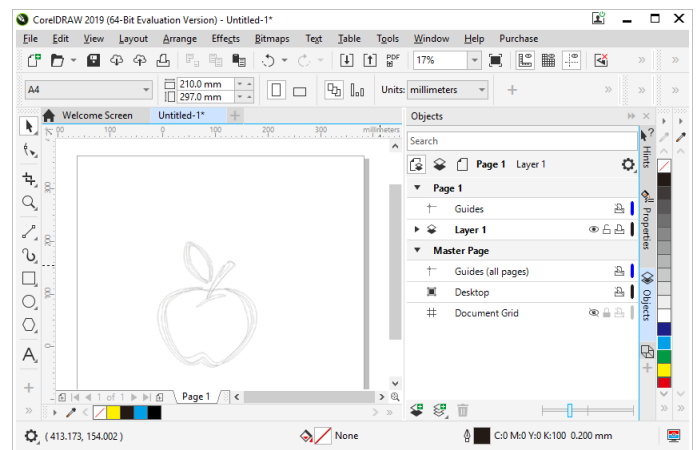 CorelDRAW 2019 (64-Bit Evaluation Version) - Untitled-1*
File Edit View Layout Arrange Effects Bitmaps Text Table Tools Window Help Purchase
PDF 17%
A4 210.0 mm 297.0 mm Units: millimeters
Welcome Screen Untitled-1*
Objects
100 0 100 200 300 millimeters
Search
Page 1 Layer 1
Page 1
Guides
Layer 1
Master Page
Guides (all pages)
Desktop
Document Grid
Hints
Properties
Objects
1 of 1 Page 1
( 413.173, 154.002 ) None C:0 M:0 Y:0 K:100 0.200 mm